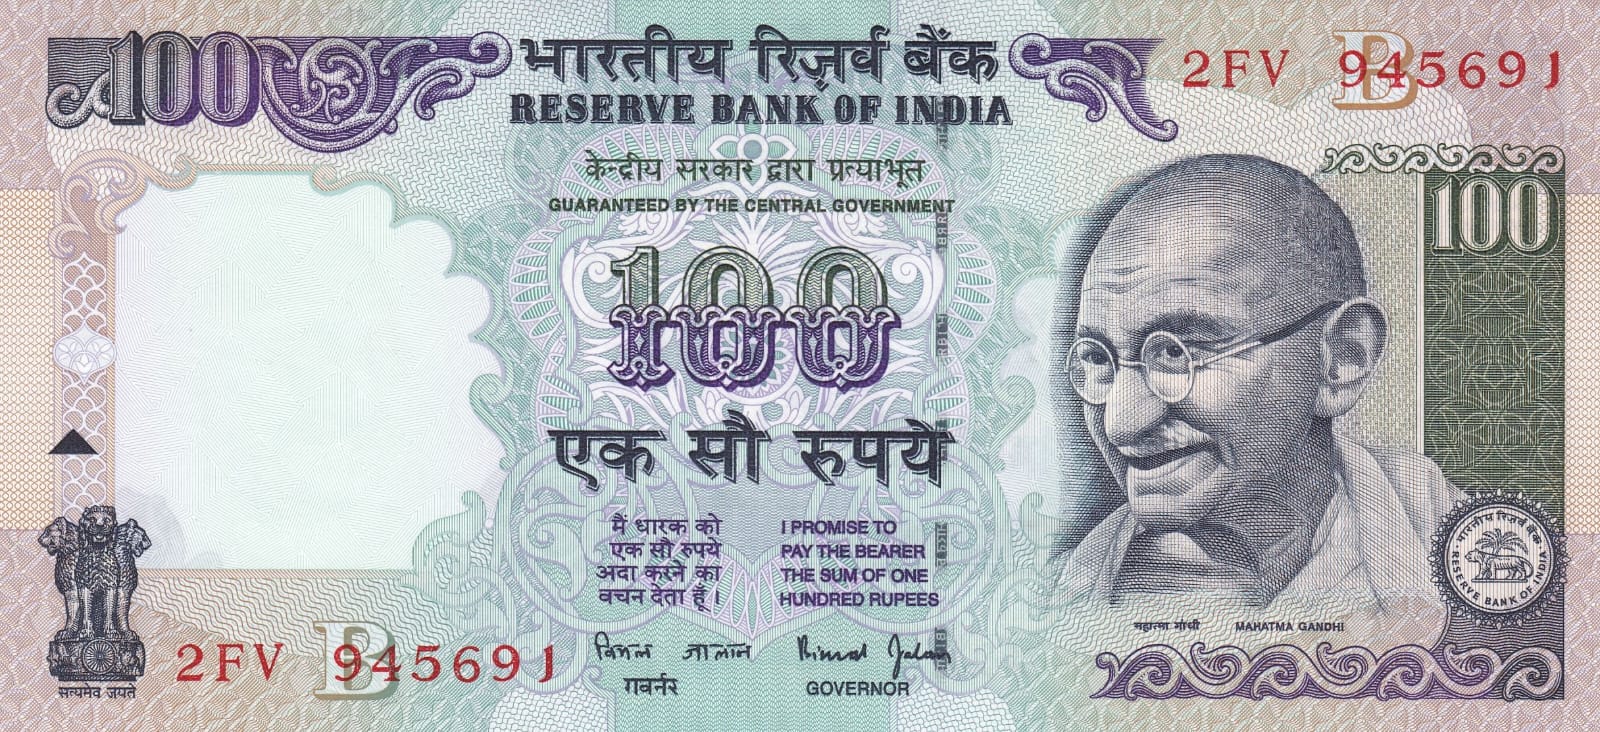 100
भारतीय रिज़र्व बैंक
RESERVE BANK OF INDIA
2FV 945691
B
केन्द्रीय सरकार द्वारा प्रत्याभूत
GUARANTEED BY THE CENTRAL GOVERNMENT
100
100
एक सौ रुपये
मैं धारक को
एक सौ रुपये
अदा करने का
वचन देता हूँ।
I PROMISE TO
PAY THE BEARER
THE SUM OF ONE
HUNDRED RUPEES
बिमल जालान
Bimal Jalan
गवर्नर
GOVERNOR
महात्मा गाँधी
MAHATMA GANDHI
भारतीय रिज़र्व बैंक
RESERVE BANK OF INDIA
सत्यमेव जयते
2FV 945691
B
100